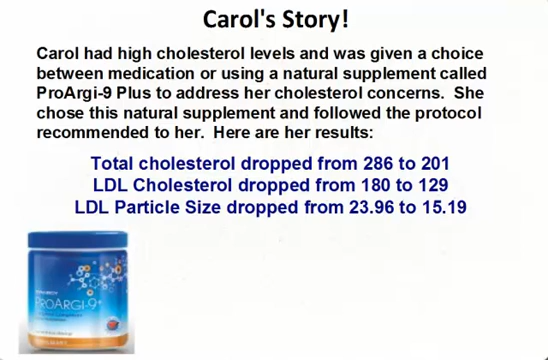 Carol's Story!
Carol had high cholesterol levels and was given a choice
between medication or using a natural supplement called
ProArgi-9 Plus to address her cholesterol concerns.  She
chose this natural supplement and followed the protocol
recommended to her.  Here are her results:
Total cholesterol dropped from 286 to 201
LDL Cholesterol dropped from 180 to 129
LDL Particle Size dropped from 23.96 to 15.19
PROARGI-9+